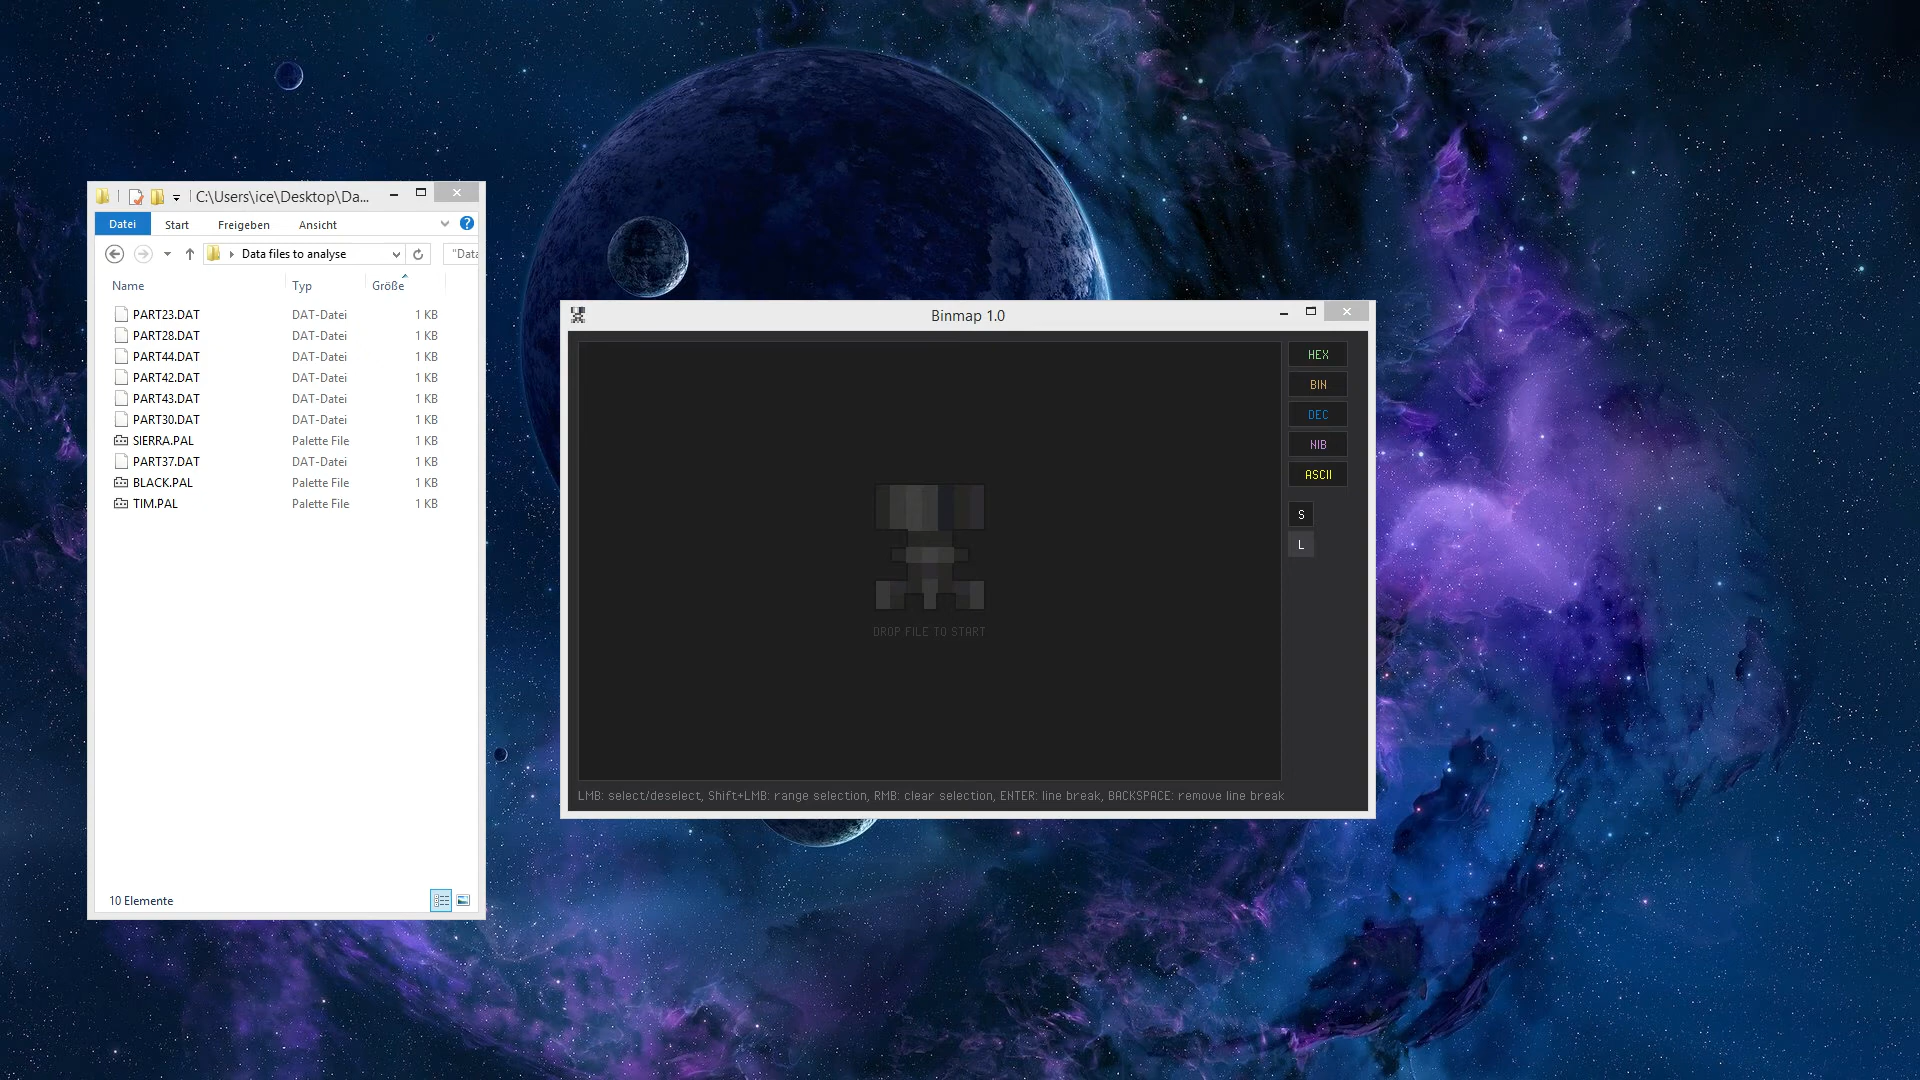 C:\Users\ice\Desktop\Da...
Datei Start Freigeben Ansicht
Data files to analyse "Data
Name Typ Größe
PART23.DAT DAT-Datei 1 KB
PART28.DAT DAT-Datei 1 KB
PART44.DAT DAT-Datei 1 KB
PART42.DAT DAT-Datei 1 KB
PART43.DAT DAT-Datei 1 KB
PART30.DAT DAT-Datei 1 KB
SIERRA.PAL Palette File 1 KB
PART37.DAT DAT-Datei 1 KB
BLACK.PAL Palette File 1 KB
TIM.PAL Palette File 1 KB
10 Elemente
Binmap 1.0
HEX
BIN
DEC
NIB
ASCII
S
L
DROP FILE TO START
LMB: select/deselect, Shift+LMB: range selection, RMB: clear selection, ENTER: line break, BACKSPACE: remove line break